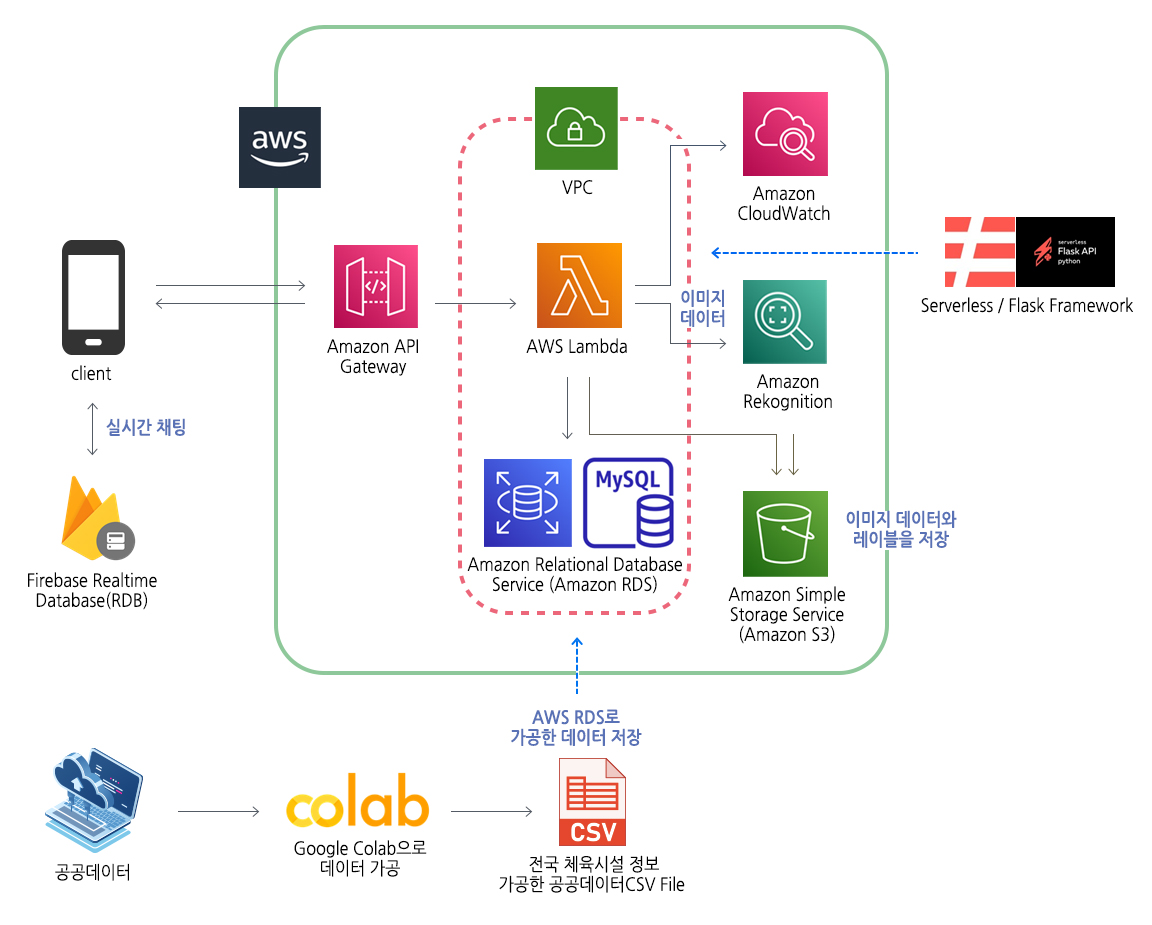 aws
VPC
Amazon
CloudWatch
serverless
Flask API
python
Serverless / Flask Framework
client
</>
Amazon API
Gateway
AWS Lambda
이미지
데이터
Amazon
Rekognition
실시간 채팅
Firebase Realtime
Database(RDB)
MySQL
Amazon Relational Database
Service (Amazon RDS)
이미지 데이터와
레이블을 저장
Amazon Simple
Storage Service
(Amazon S3)
AWS RDS로
가공한 데이터 저장
공공데이터
colab
Google Colab으로
데이터 가공
CSV
전국 체육시설 정보
가공한 공공데이터CSV File